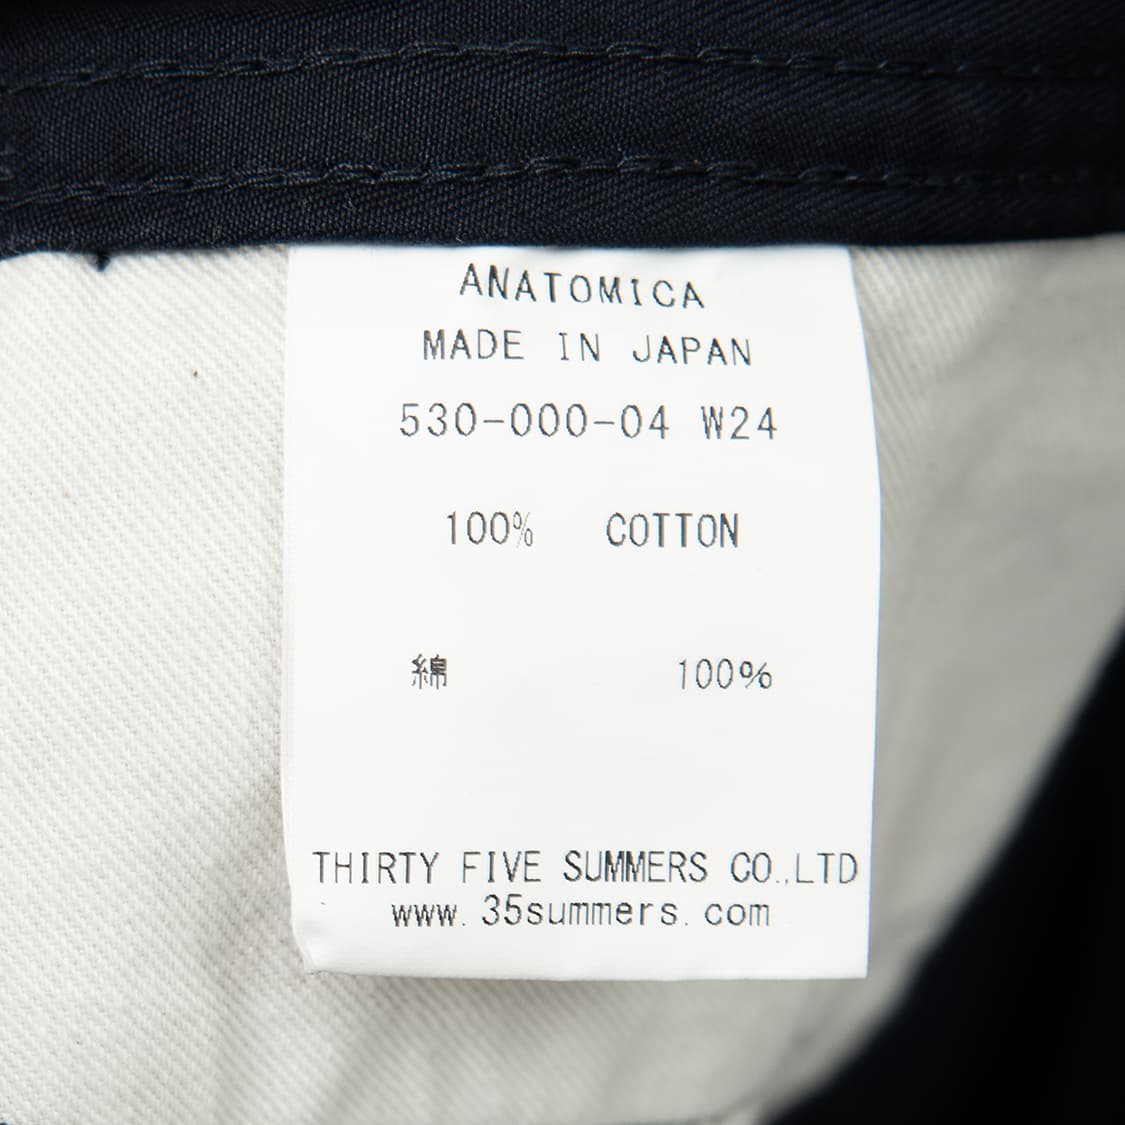 ANATOMICA
MADE IN JAPAN
530-000-04 W24
100% COTTON
綿 100%
THIRTY FIVE SUMMERS CO.,LTD
www.35summers.com